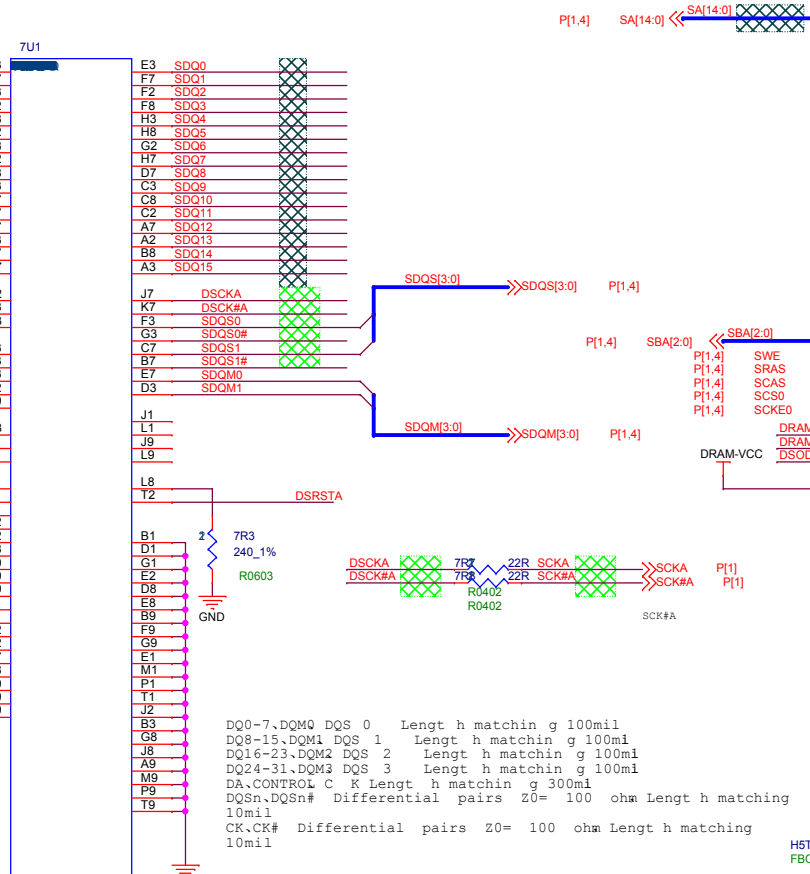 P[1,4] SA[14:0] SA[14:0]
7U1
E3 SDQ0
F7 SDQ1
F2 SDQ2
F8 SDQ3
H3 SDQ4
H8 SDQ5
G2 SDQ6
H7 SDQ7
D7 SDQ8
C3 SDQ9
C8 SDQ10
C2 SDQ11
A7 SDQ12
A2 SDQ13
B8 SDQ14
A3 SDQ15
J7 DSCKA
K7 DSCK#A
F3 SDQS0
G3 SDQS0#
C7 SDQS1
B7 SDQS1#
E7 SDQM0
D3 SDQM1
SDQS[3:0] SDQS[3:0] P[1,4]
P[1,4] SBA[2:0] SBA[2:0]
P[1,4] SWE
P[1,4] SRAS
P[1,4] SCAS
P[1,4] SCS0
P[1,4] SCKE0
J1
L1
J9
L9
SDQM[3:0] SDQM[3:0] P[1,4]
DRAM
DRAM
DRAM-VCC DSOD
L8
T2 DSRSTA
B1
D1
G1
E2
D8
E8
B9
F9
G9
E1
M1
P1
T1
J2
B3
G8
J8
A9
M9
P9
T9
7R3
240_1%
R0603
GND
DSCKA 22R SCKA SCKA P[1]
DSCK#A 22R SCK#A SCK#A P[1]
R0402
R0402
SCK#A
DQ0-7、DQM0 DQS 0 Lengt h matchin g 100mil
DQ8-15、DQM1 DQS 1 Lengt h matchin g 100mil
DQ16-23、DQM2 DQS 2 Lengt h matchin g 100mil
DQ24-31、DQM3 DQS 3 Lengt h matchin g 100mil
DA、CONTROL C K Lengt h matchin g 300mil
DQSn、DQSn# Differential pairs Z0= 100 ohm Lengt h matching
10mil
CK、CK# Differential pairs Z0= 100 ohm Lengt h matching
10mil
H5T
FBG